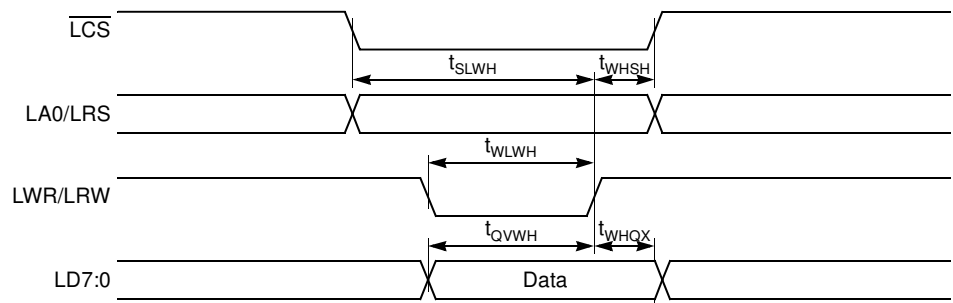 LCS
tSLWH
tWHSH
LA0/LRS
tWLWH
LWR/LRW
tQVWH
tWHQX
LD7:0
Data